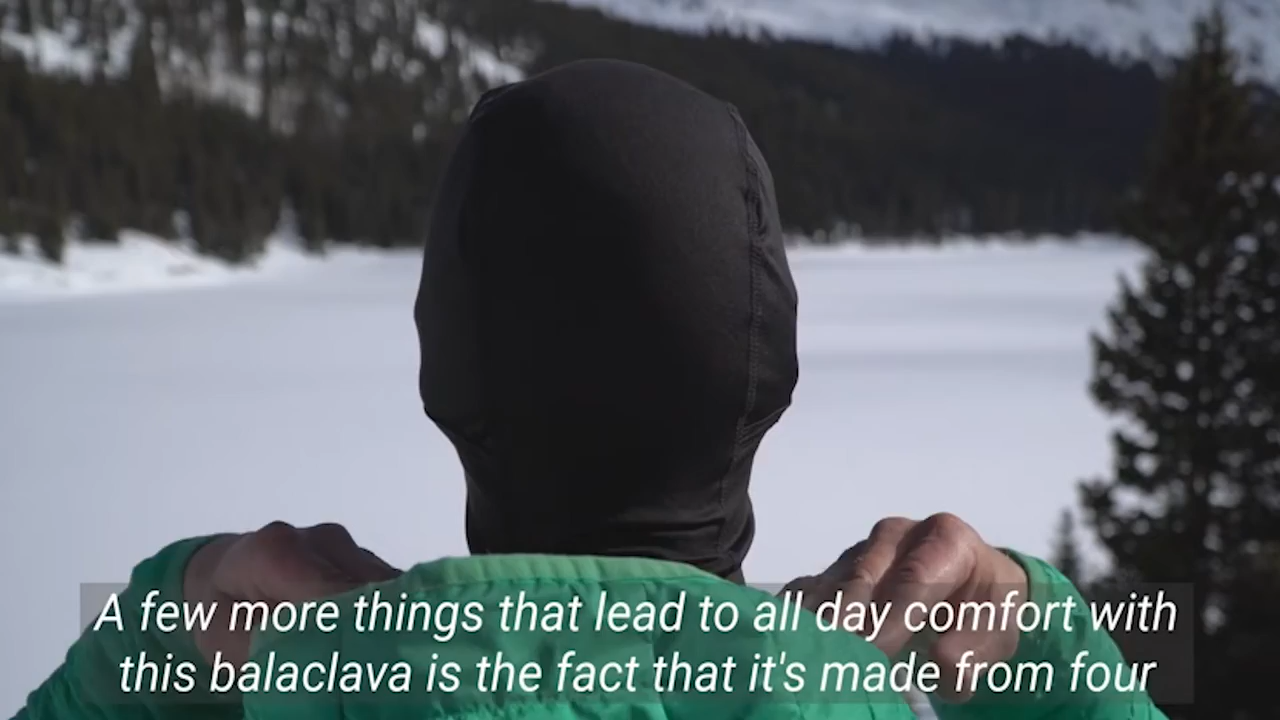 A few more things that lead to all day comfort with
this balaclava is the fact that it's made from four